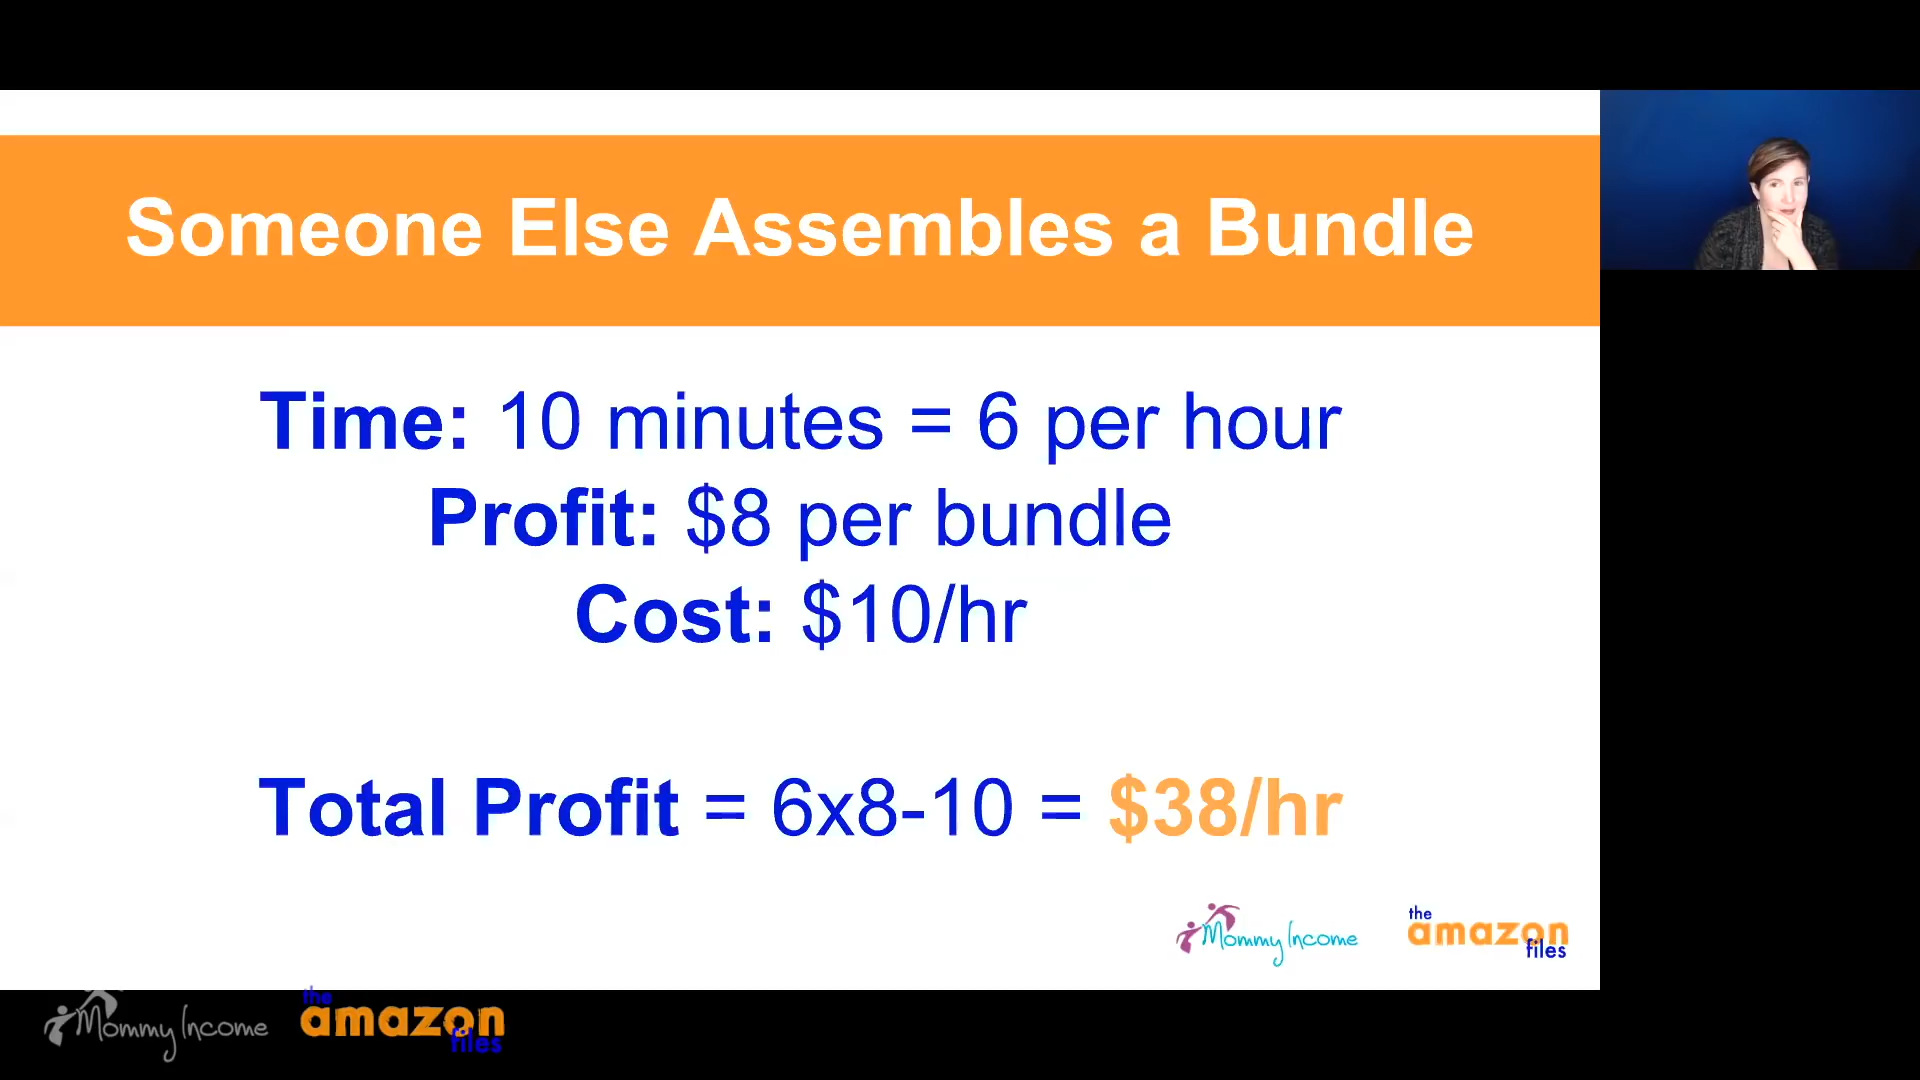 Someone Else Assembles a Bundle
Time: 10 minutes = 6 per hour
Profit: $8 per bundle
Cost: $10/hr
Total Profit = 6x8-10 = $38/hr
Mommy Income
the
amazon
files
Mommy Income
the
amazon
files